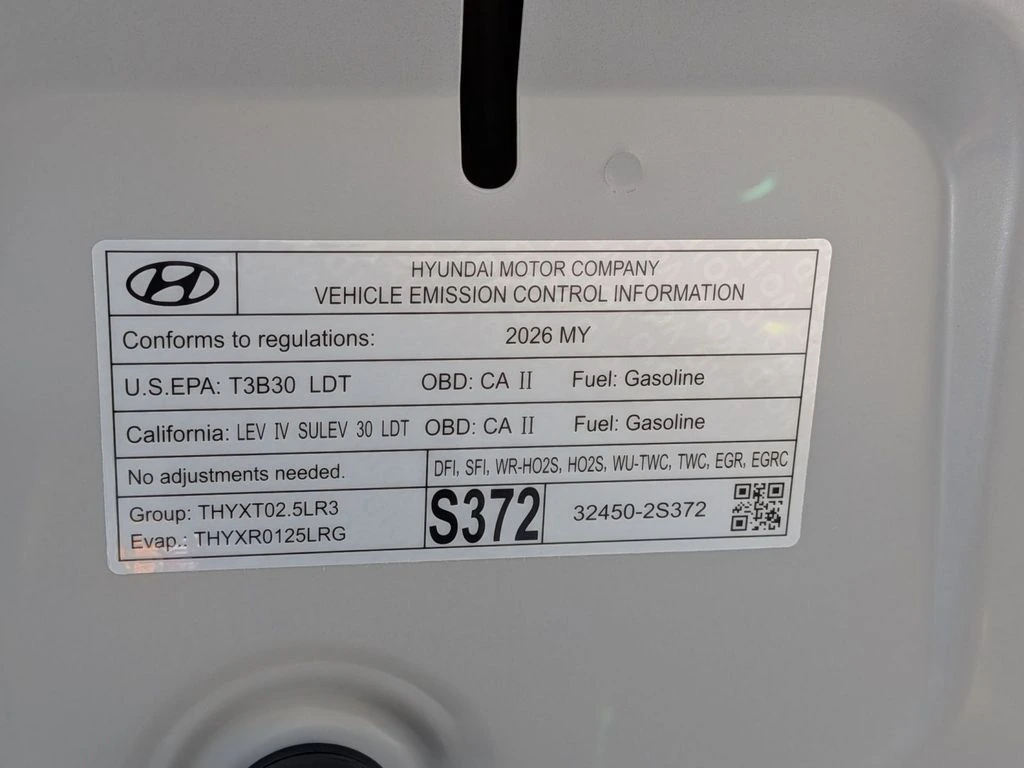 HYUNDAI MOTOR COMPANY
VEHICLE EMISSION CONTROL INFORMATION
Conforms to regulations: 2026 MY
U.S.EPA: T3B30 LDT OBD: CA II Fuel: Gasoline
California: LEV IV SULEV 30 LDT OBD: CA II Fuel: Gasoline
No adjustments needed. DFI, SFI, WR-HO2S, HO2S, WU-TWC, TWC, EGR, EGRC
Group: THYXT02.5LR3
Evap.: THYXR0125LRG
S372 32450-2S372